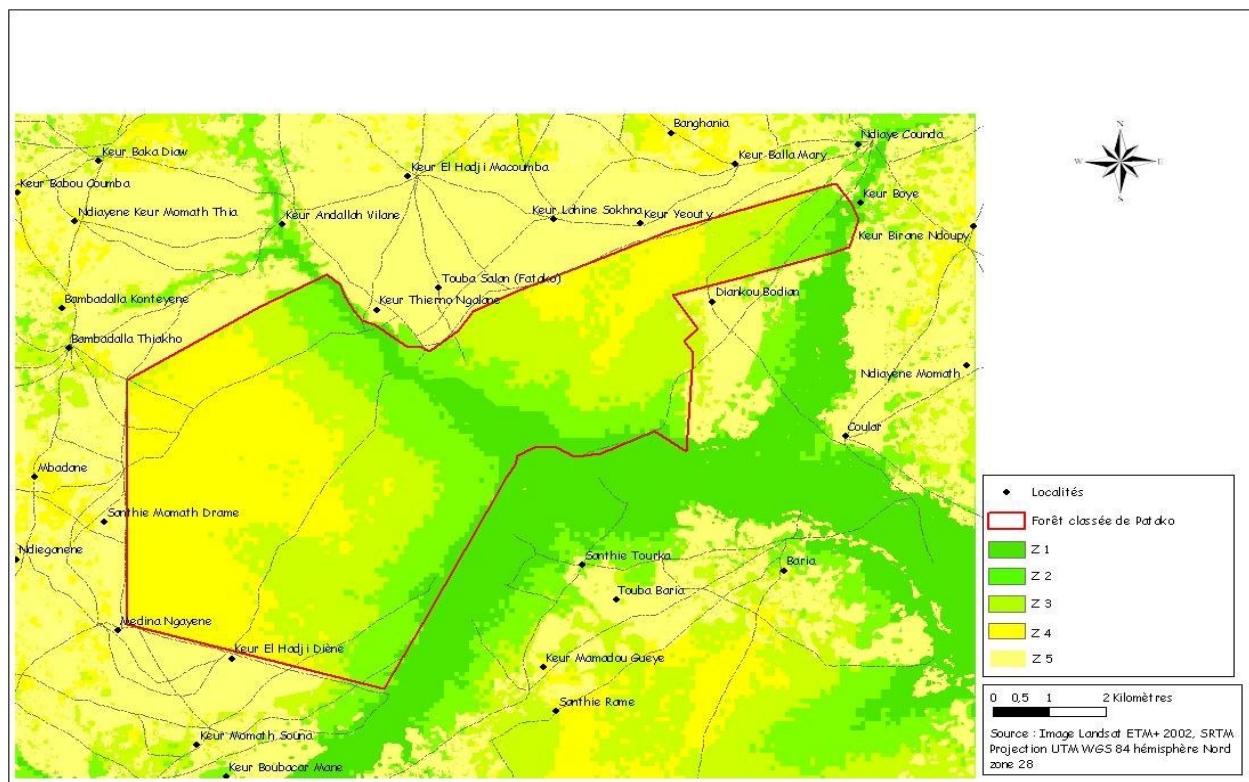 Banghania
Ndiaye Counda
Keur Baka Diaw
Keur Balla Mary
N
Keur El Hadji Macoumba
W
E
Keur Babou Coumba
S
Keur Boye
Ndiayene Keur Momath Thia
Keur Andallah Vilane
Keur Lahine Sokhna
Keur Yeouty
Keur Birane Ndoupy
Touba Salan (Fatako)
Bambadalla Konteyene
Keur Thierno Ngalane
Diankou Bodian
Bambadalla Thiakho
Ndiayène Momath
Coular
Mbadane
Localités
Santhie Momath Drame
Forêt classée de Patako
Ndieganene
Z 1
Santhie Tourka
Baria
Z 2
Touba Baria
Z 3
Medina Ngayene
Z 4
Keur El Hadji Diène
Z 5
Keur Mamadou Gueye
Santhie Rame
0 0,5 1 2 Kilomètres
Keur Momath Souna
Source : Image Landsat ETM+ 2002, SRTM
Projection UTM WGS 84 hémisphère Nord
zone 28
Keur Boubacar Mane